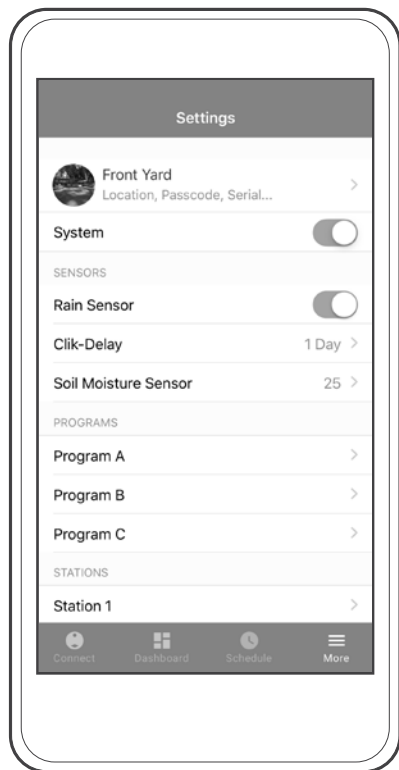 Settings
Front Yard
Location, Passcode, Serial...
System
SENSORS
Rain Sensor
Clik-Delay 1 Day
Soil Moisture Sensor 25
PROGRAMS
Program A
Program B
Program C
STATIONS
Station 1
Connect Dashboard Schedule More